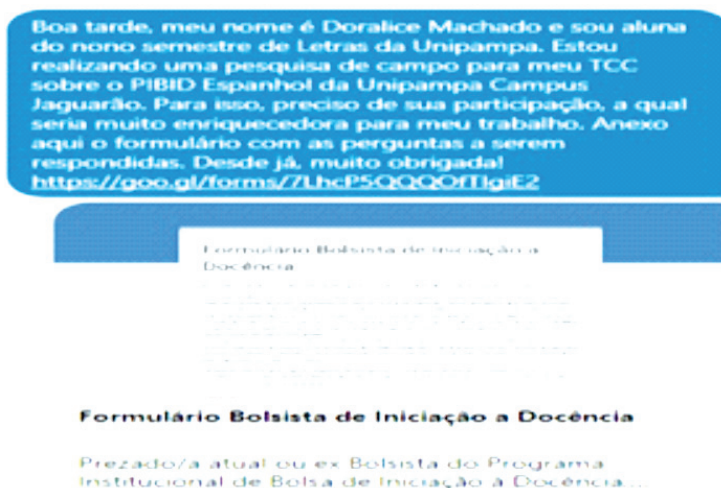 Boa tarde, meu nome é Doralice Machado e sou aluna
do nono semestre de Letras da Unipampa. Estou
realizando uma pesquisa de campo para meu TCC
sobre o PIBID Espanhol da Unipampa Campus
Jaguarão. Para isso, preciso de sua participação, a qual
seria muito enriquecedora para meu trabalho. Anexo
aqui o formulário com as perguntas a serem
respondidas. Desde já, muito obrigada!
https://goo.gl/forms/7LhcP5QQQOfTlgiE2
Formulário Bolsista de Iniciação a
Docência
Formulário Bolsista de Iniciação a Docência
Prezado/a atual ou ex Bolsista do Programa
Institucional de Bolsa de Iniciação à Docência...